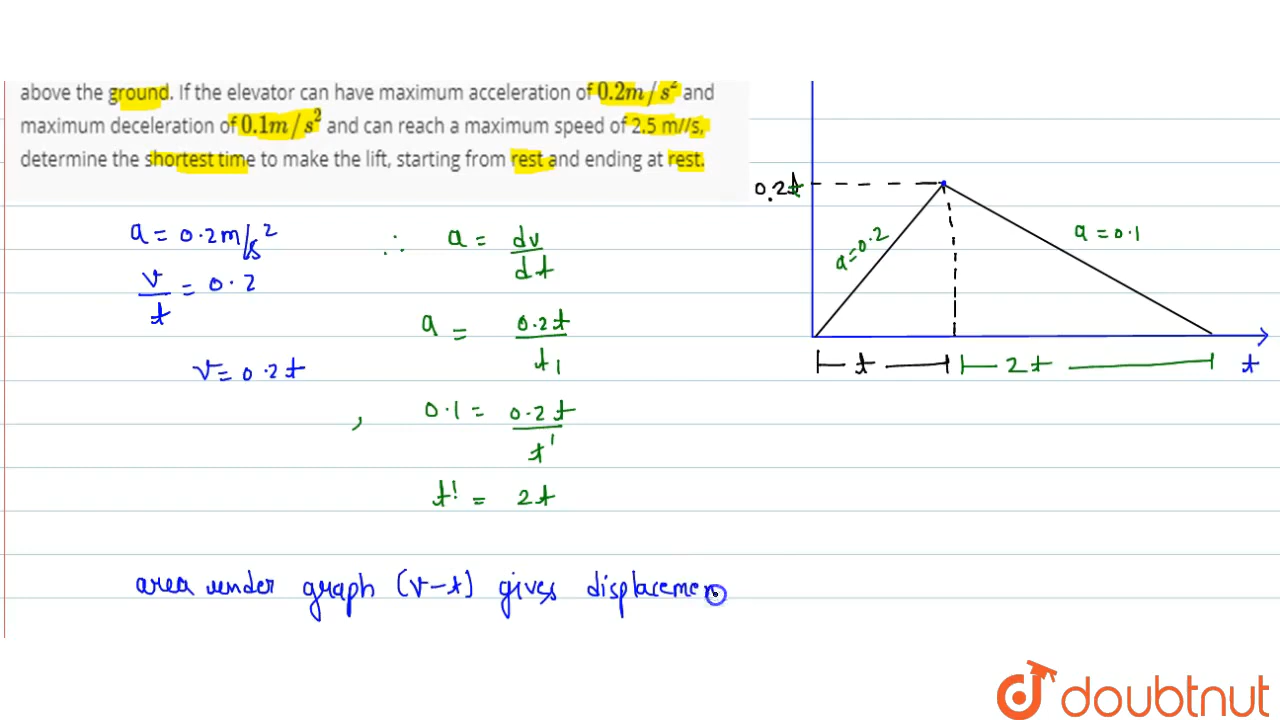 above the ground. If the elevator can have maximum acceleration of 0.2m/s² and
maximum deceleration of 0.1m/s² and can reach a maximum speed of 2.5 m//s,
determine the shortest time to make the lift, starting from rest and ending at rest.
a = 0.2 m/s²
v/t = 0.2
v = 0.2t
∴ a = dv/dt
a = 0.2t/t₁
, 0.1 = 0.2t/t'
t! = 2t
area under graph (v-t) gives displacemen
0.2t
a=0.2
a=0.1
t
2t
t
doubtnut